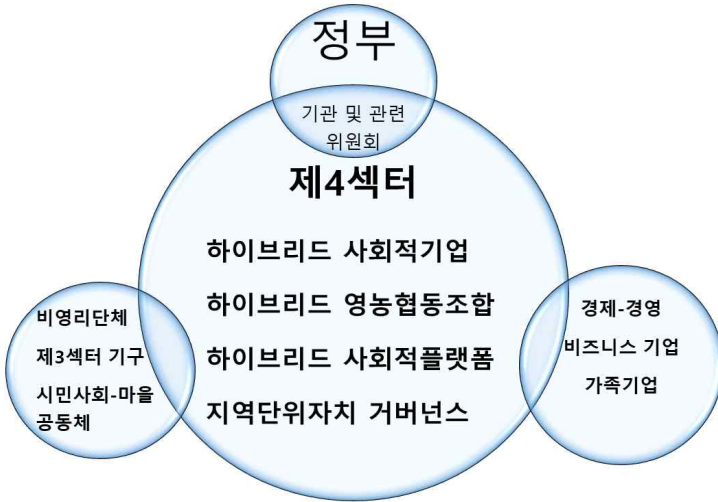 정부
기관 및 관련
위원회
제4섹터
하이브리드 사회적기업
하이브리드 영농협동조합
하이브리드 사회적플랫폼
지역단위자치 거버넌스
비영리단체
제3섹터 기구
시민사회-마을
공동체
경제-경영
비즈니스 기업
가족기업